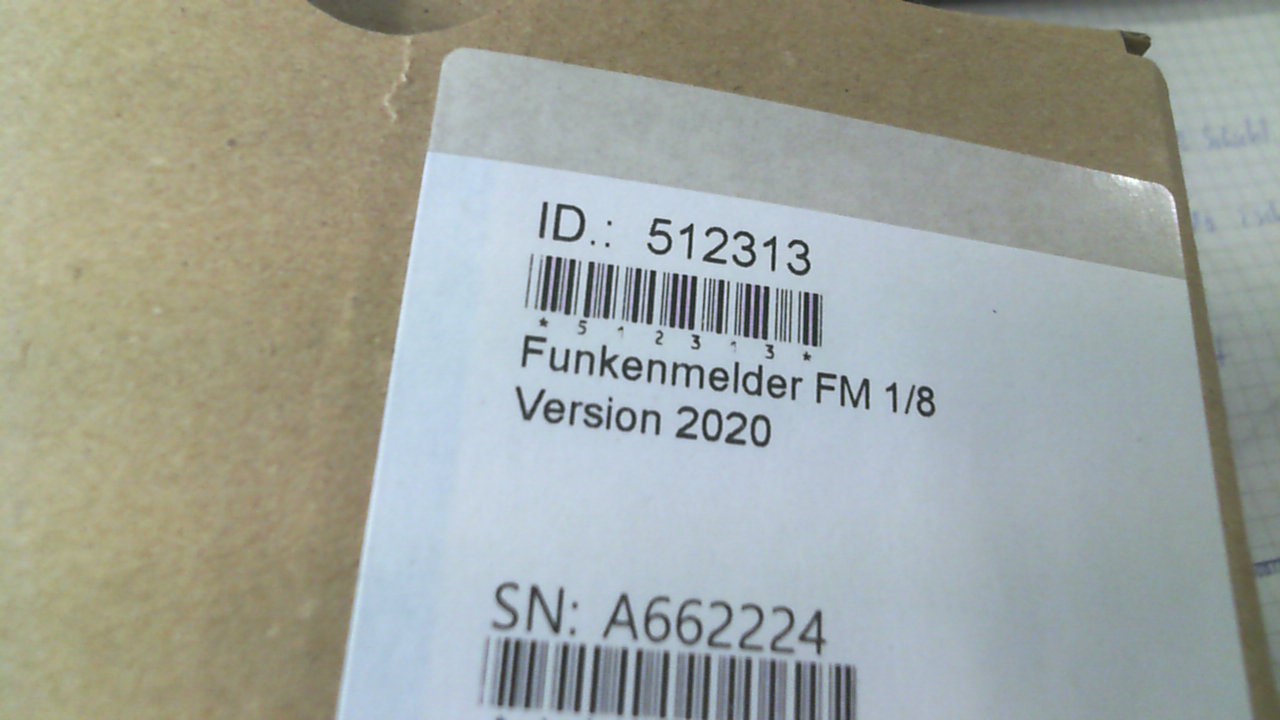 ID.: 512313
*512313*
Funkenmelder FM 1/8
Version 2020
SN: A662224